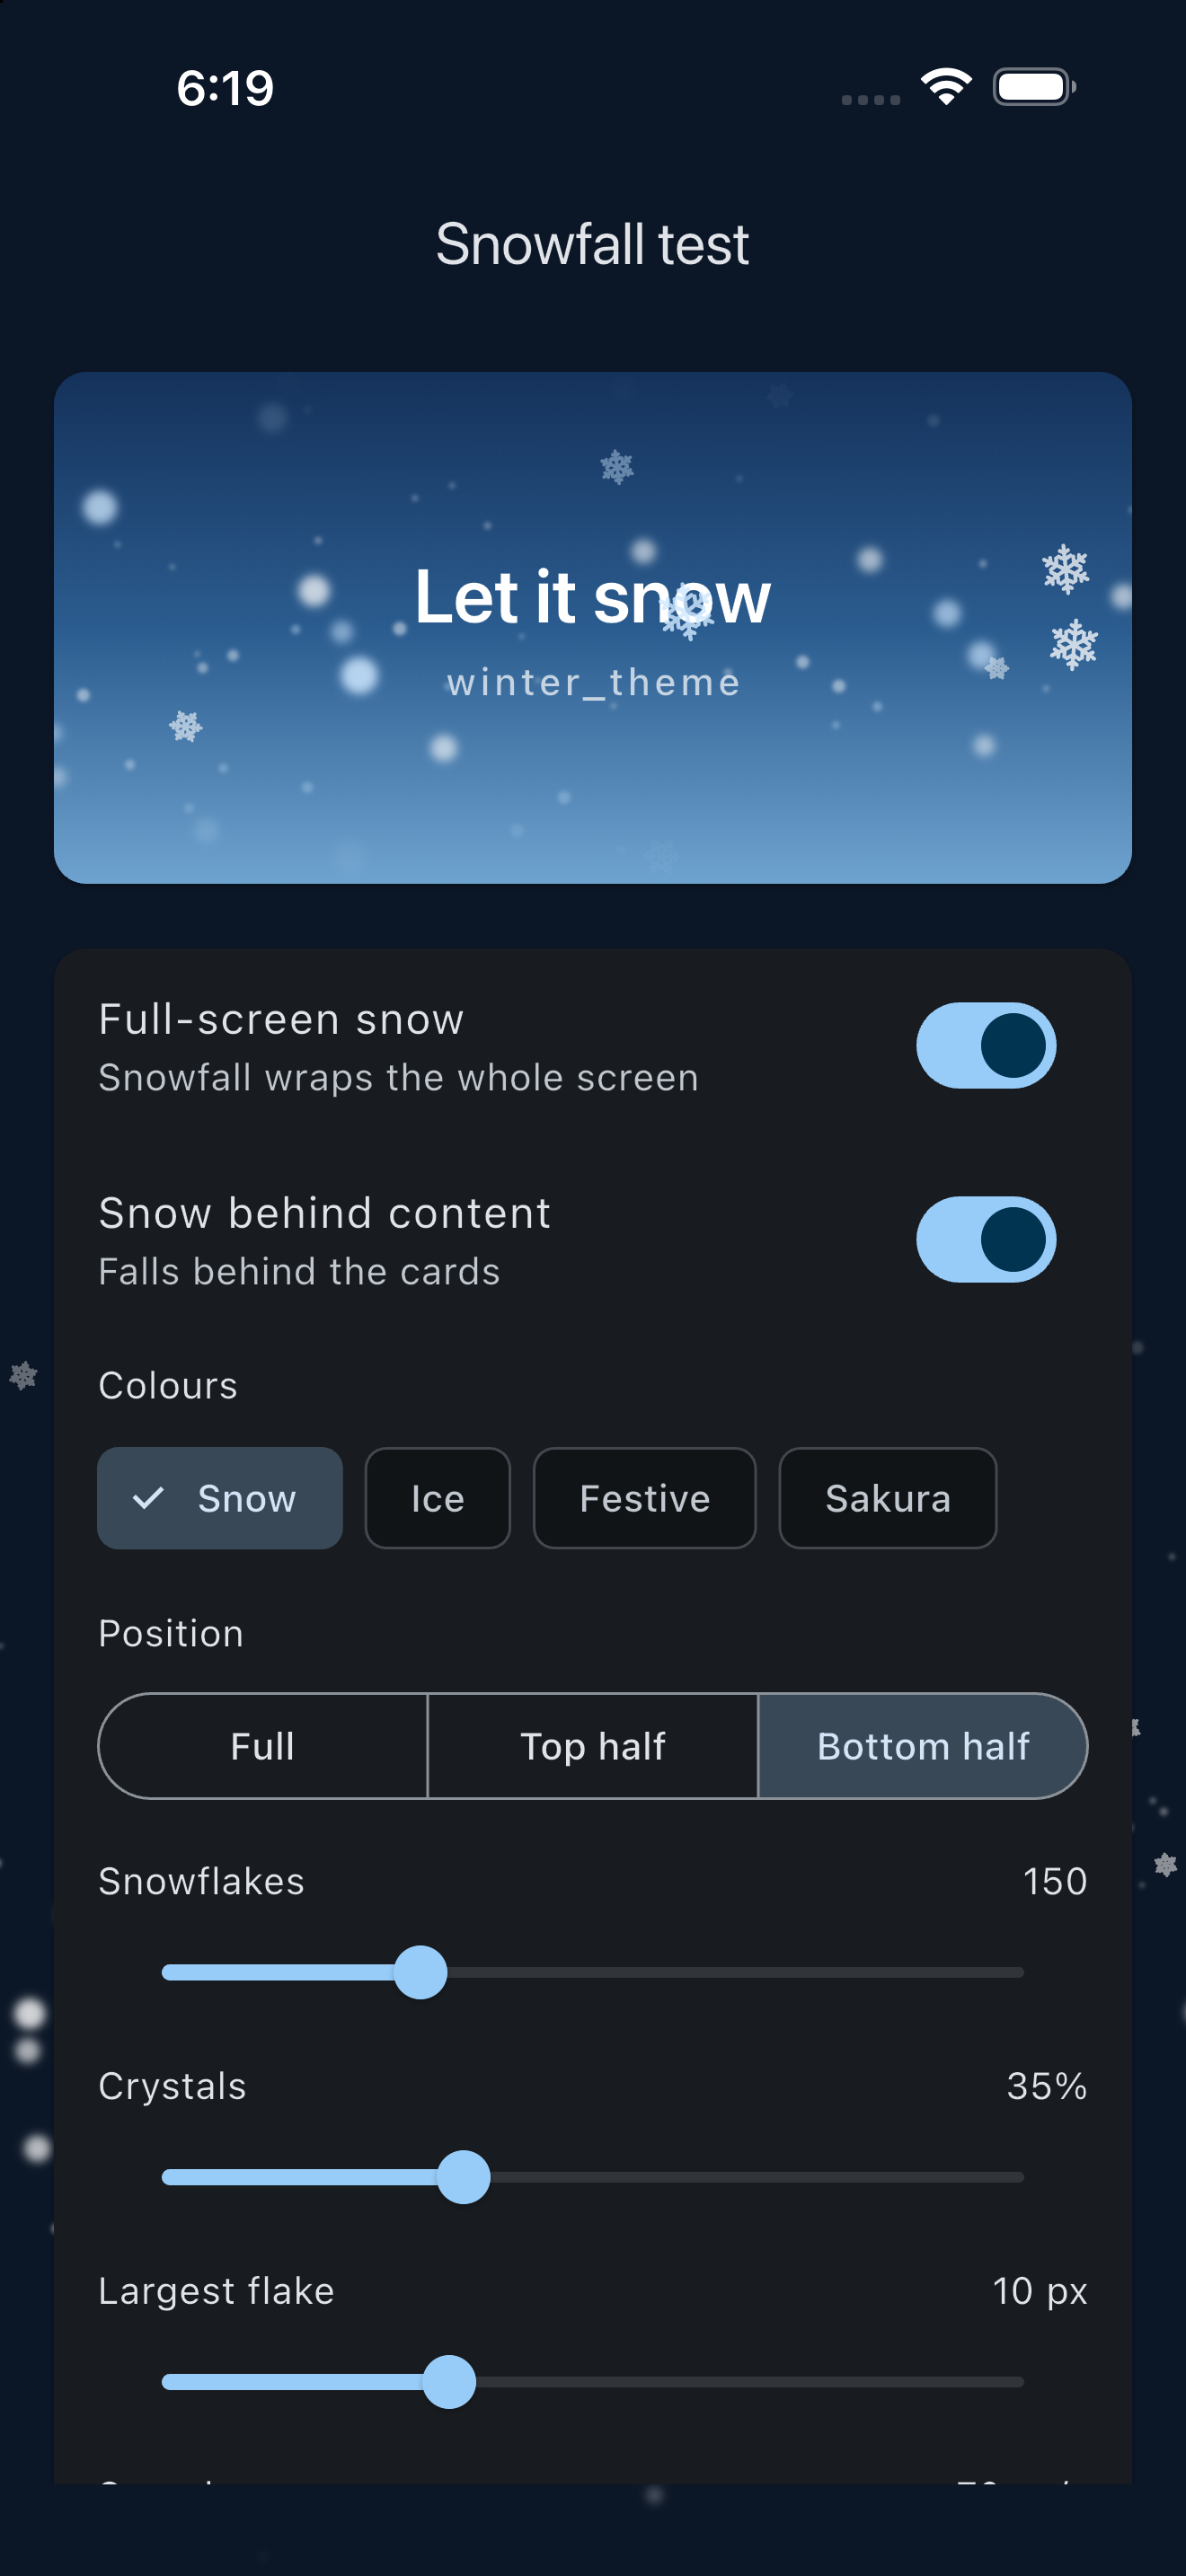 6:19
Snowfall test
Let it snow
winter_theme
Full-screen snow
Snowfall wraps the whole screen
Snow behind content
Falls behind the cards
Colours
Snow Ice Festive Sakura
Position
Full Top half Bottom half
Snowflakes 150
Crystals 35%
Largest flake 10 px